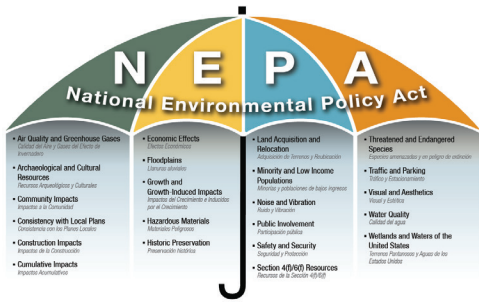 NEPA
National Environmental Policy Act
• Air Quality and Greenhouse Gases
Calidad del Aire y Gases del Efecto de
Invernadero
• Archaeological and Cultural
Resources
Recursos Arqueológicos y Culturales
• Community Impacts
Impactos a la Comunidad
• Consistency with Local Plans
Consistencia con los Planes Locales
• Construction Impacts
Impactos de la Construcción
• Cumulative Impacts
Impactos Acumulativos
• Economic Effects
Efectos Económicos
• Floodplains
Llanuras aluviales
• Growth and
Growth-Induced Impacts
Impactos del Crecimiento e Inducidos
por el Crecimiento
• Hazardous Materials
Materiales Peligrosos
• Historic Preservation
Preservación histórica
• Land Acquisition and
Relocation
Adquisición de Terrenos y Reubicación
• Minority and Low Income
Populations
Minorías y poblaciones de bajos ingresos
• Noise and Vibration
Ruido y Vibración
• Public Involvement
Participación pública
• Safety and Security
Seguridad y Protección
• Section 4(f)/6(f) Resources
Recursos de la Sección 4(f)/6(f)
• Threatened and Endangered
Species
Especies amenazadas y en peligro de extinción
• Traffic and Parking
Tráfico y Estacionamiento
• Visual and Aesthetics
Visual y Estética
• Water Quality
Calidad del agua
• Wetlands and Waters of the
United States
Terrenos Pantanosos y Aguas de los
Estados Unidos